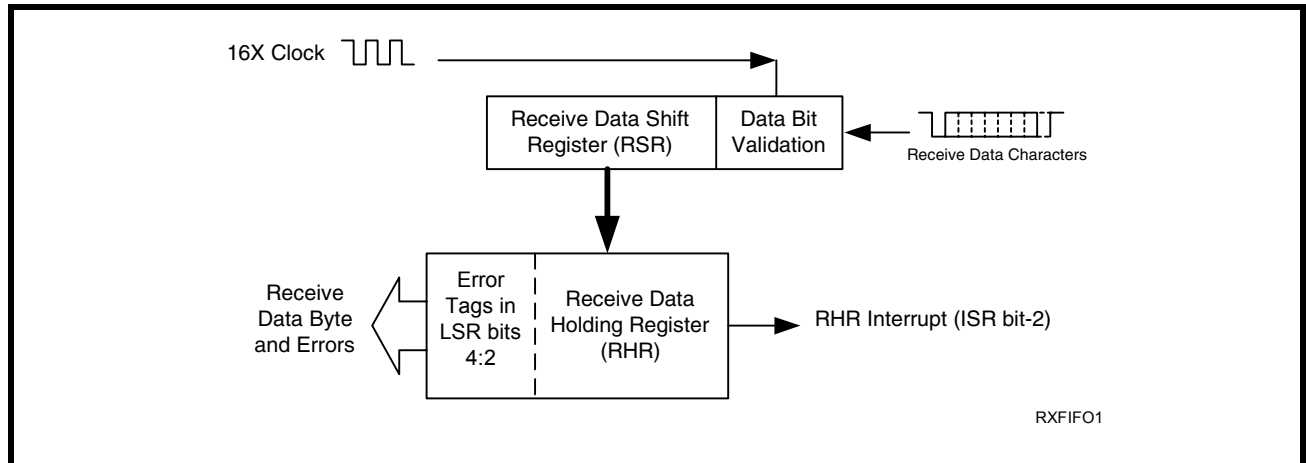 16X Clock
Receive Data Shift
Register (RSR)
Data Bit
Validation
Receive Data Characters
Receive
Data Byte
and Errors
Error
Tags in
LSR bits
4:2
Receive Data
Holding Register
(RHR)
RHR Interrupt (ISR bit-2)
RXFIFO1